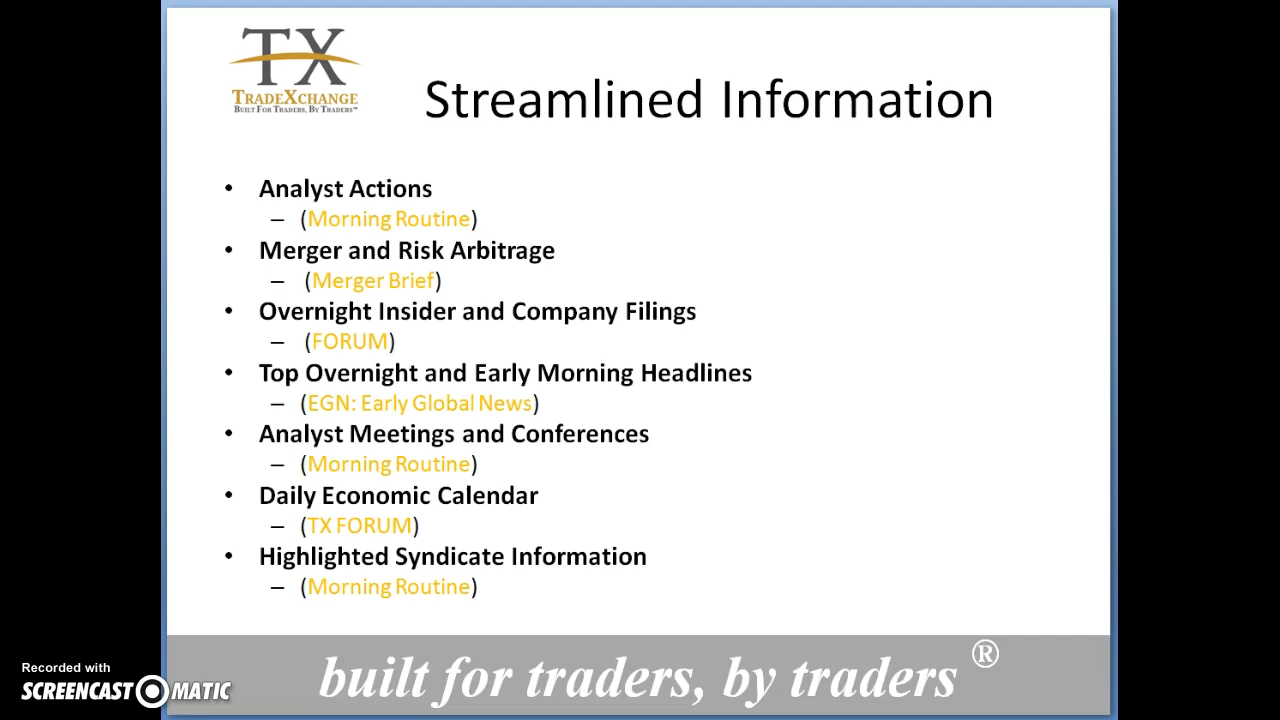 TX
TRADEXCHANGE
BUILT FOR TRADERS, BY TRADERS™
Streamlined Information
• Analyst Actions
– (Morning Routine)
• Merger and Risk Arbitrage
– (Merger Brief)
• Overnight Insider and Company Filings
– (FORUM)
• Top Overnight and Early Morning Headlines
– (EGN: Early Global News)
• Analyst Meetings and Conferences
– (Morning Routine)
• Daily Economic Calendar
– (TX FORUM)
• Highlighted Syndicate Information
– (Morning Routine)
built for traders, by traders ®
Recorded with
SCREENCAST O MATIC